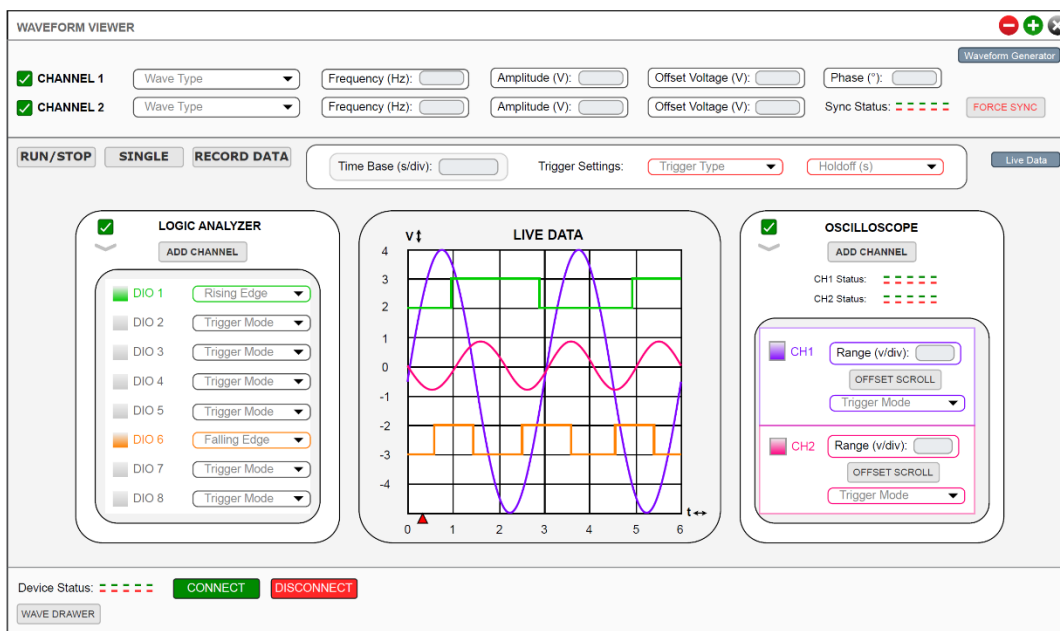 WAVEFORM VIEWER
Waveform Generator
CHANNEL 1 Wave Type Frequency (Hz): Amplitude (V): Offset Voltage (V): Phase (°):
CHANNEL 2 Wave Type Frequency (Hz): Amplitude (V): Offset Voltage (V): Sync Status: FORCE SYNC
RUN/STOP SINGLE RECORD DATA Time Base (s/div): Trigger Settings: Trigger Type Holdoff (s) Live Data
LOGIC ANALYZER
ADD CHANNEL
DIO 1 Rising Edge
DIO 2 Trigger Mode
DIO 3 Trigger Mode
DIO 4 Trigger Mode
DIO 5 Trigger Mode
DIO 6 Falling Edge
DIO 7 Trigger Mode
DIO 8 Trigger Mode
V LIVE DATA
4
3
2
1
0
-1
-2
-3
-4
t
0 1 2 3 4 5 6
OSCILLOSCOPE
ADD CHANNEL
CH1 Status:
CH2 Status:
CH1 Range (v/div):
OFFSET SCROLL
Trigger Mode
CH2 Range (v/div):
OFFSET SCROLL
Trigger Mode
Device Status: CONNECT DISCONNECT
WAVE DRAWER